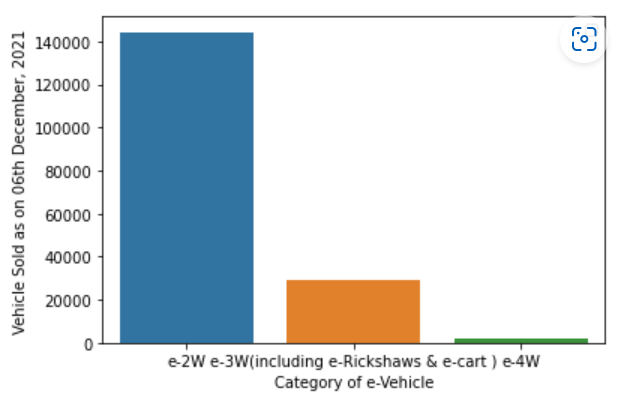 Vehicle Sold as on 06th December, 2021
140000
120000
100000
80000
60000
40000
20000
0
e-2W e-3W(including e-Rickshaws & e-cart ) e-4W
Category of e-Vehicle